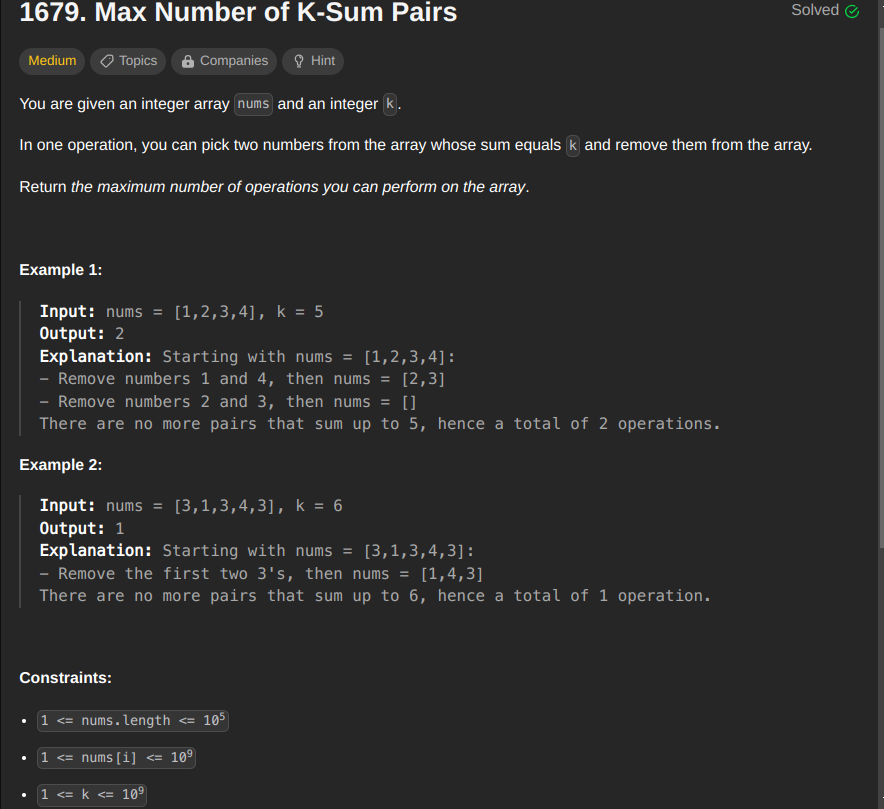 1679. Max Number of K-Sum Pairs
Solved
Medium Topics Companies Hint
You are given an integer array nums and an integer k.
In one operation, you can pick two numbers from the array whose sum equals k and remove them from the array.
Return the maximum number of operations you can perform on the array.
Example 1:
Input: nums = [1,2,3,4], k = 5
Output: 2
Explanation: Starting with nums = [1,2,3,4]:
- Remove numbers 1 and 4, then nums = [2,3]
- Remove numbers 2 and 3, then nums = []
There are no more pairs that sum up to 5, hence a total of 2 operations.
Example 2:
Input: nums = [3,1,3,4,3], k = 6
Output: 1
Explanation: Starting with nums = [3,1,3,4,3]:
- Remove the first two 3's, then nums = [1,4,3]
There are no more pairs that sum up to 6, hence a total of 1 operation.
Constraints:
• 1 <= nums.length <= 10⁵
• 1 <= nums[i] <= 10⁹
• 1 <= k <= 10⁹